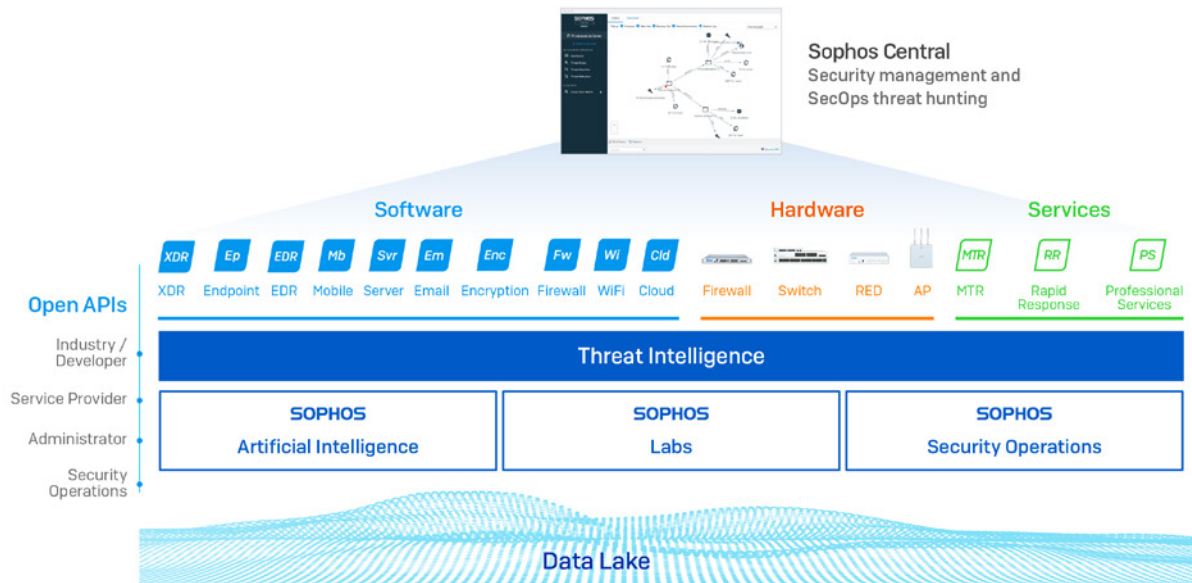 SOPHOS
Sophos Central
Security management and
SecOps threat hunting
Software
Hardware
Services
XDR Ep EDR Mb Svr Em Enc Fw Wi Cld MTR RR PS
XDR Endpoint EDR Mobile Server Email Encryption Firewall WiFi Cloud Firewall Switch RED AP MTR Rapid Professional
Response Services
Open APIs
Industry /
Developer
Service Provider
Administrator
Security
Operations
Threat Intelligence
SOPHOS
Artificial Intelligence
SOPHOS
Labs
SOPHOS
Security Operations
Data Lake